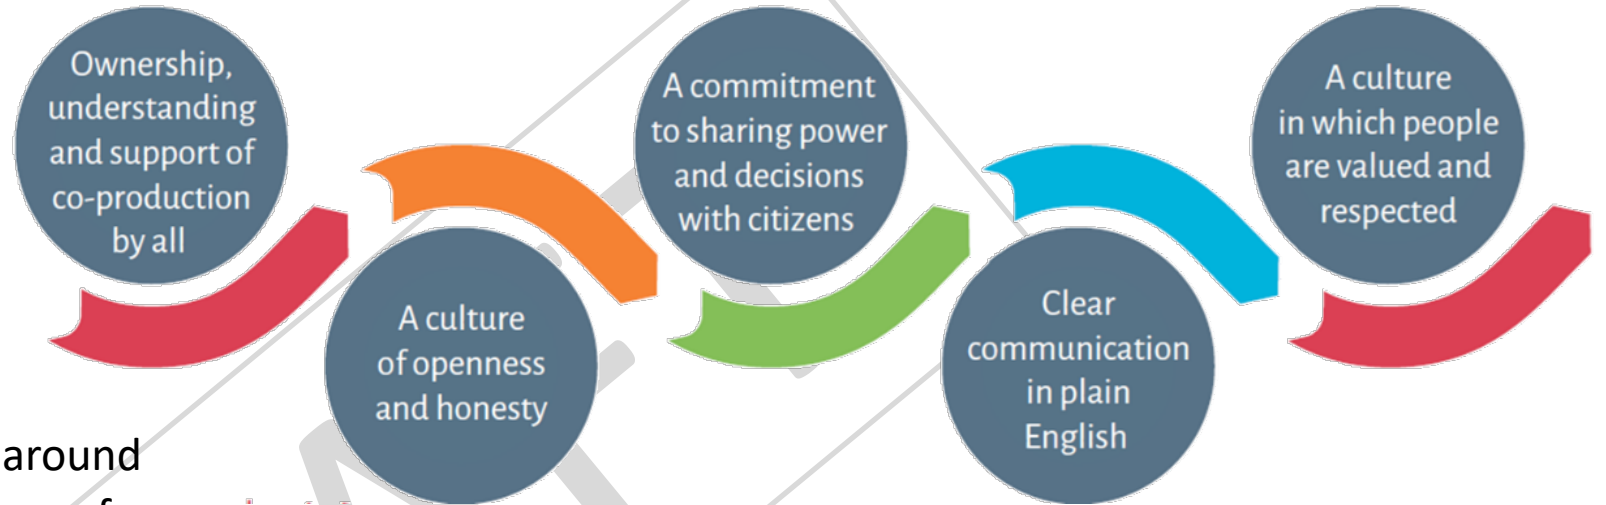 Ownership,
understanding
and support of
co-production
by all
A culture
of openness
and honesty
A commitment
to sharing power
and decisions
with citizens
Clear
communication
in plain
English
A culture
in which people
are valued and
respected
around